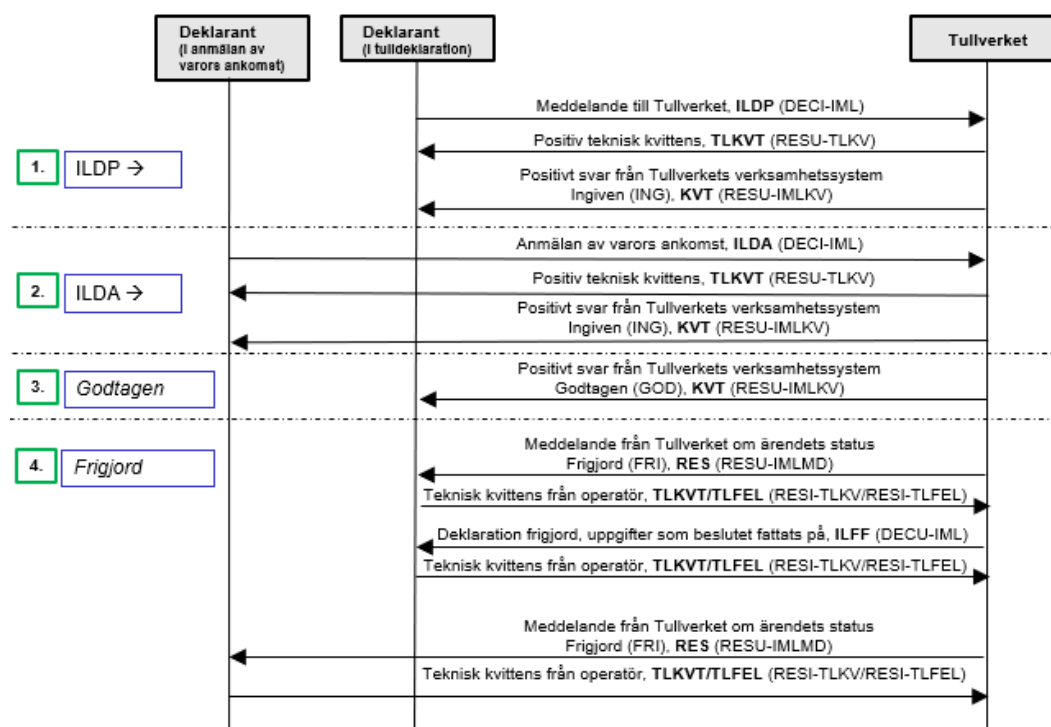 Deklarant
(I anmälan av
varors ankomst)
Deklarant
(I tulldeklaration)
Tullverket
Meddelande till Tullverket, ILDP (DECI-IML)
Positiv teknisk kvittens, TLKVT (RESU-TLKV)
1.
ILDP →
Positivt svar från Tullverkets verksamhetssystem
Ingiven (ING), KVT (RESU-IMLKV)
Anmälan av varors ankomst, ILDA (DECI-IML)
Positiv teknisk kvittens, TLKVT (RESU-TLKV)
2.
ILDA →
Positivt svar från Tullverkets verksamhetssystem
Ingiven (ING), KVT (RESU-IMLKV)
3.
Godtagen
Positivt svar från Tullverkets verksamhetssystem
Godtagen (GOD), KVT (RESU-IMLKV)
4.
Frigjord
Meddelande från Tullverket om ärendets status
Frigjord (FRI), RES (RESU-IMLMD)
Teknisk kvittens från operatör, TLKVT/TLFEL (RESI-TLKV/RESI-TLFEL)
Deklaration frigjord, uppgifter som beslutet fattats på, ILFF (DECU-IML)
Teknisk kvittens från operatör, TLKVT/TLFEL (RESI-TLKV/RESI-TLFEL)
Meddelande från Tullverket om ärendets status
Frigjord (FRI), RES (RESU-IMLMD)
Teknisk kvittens från operatör, TLKVT/TLFEL (RESI-TLKV/RESI-TLFEL)